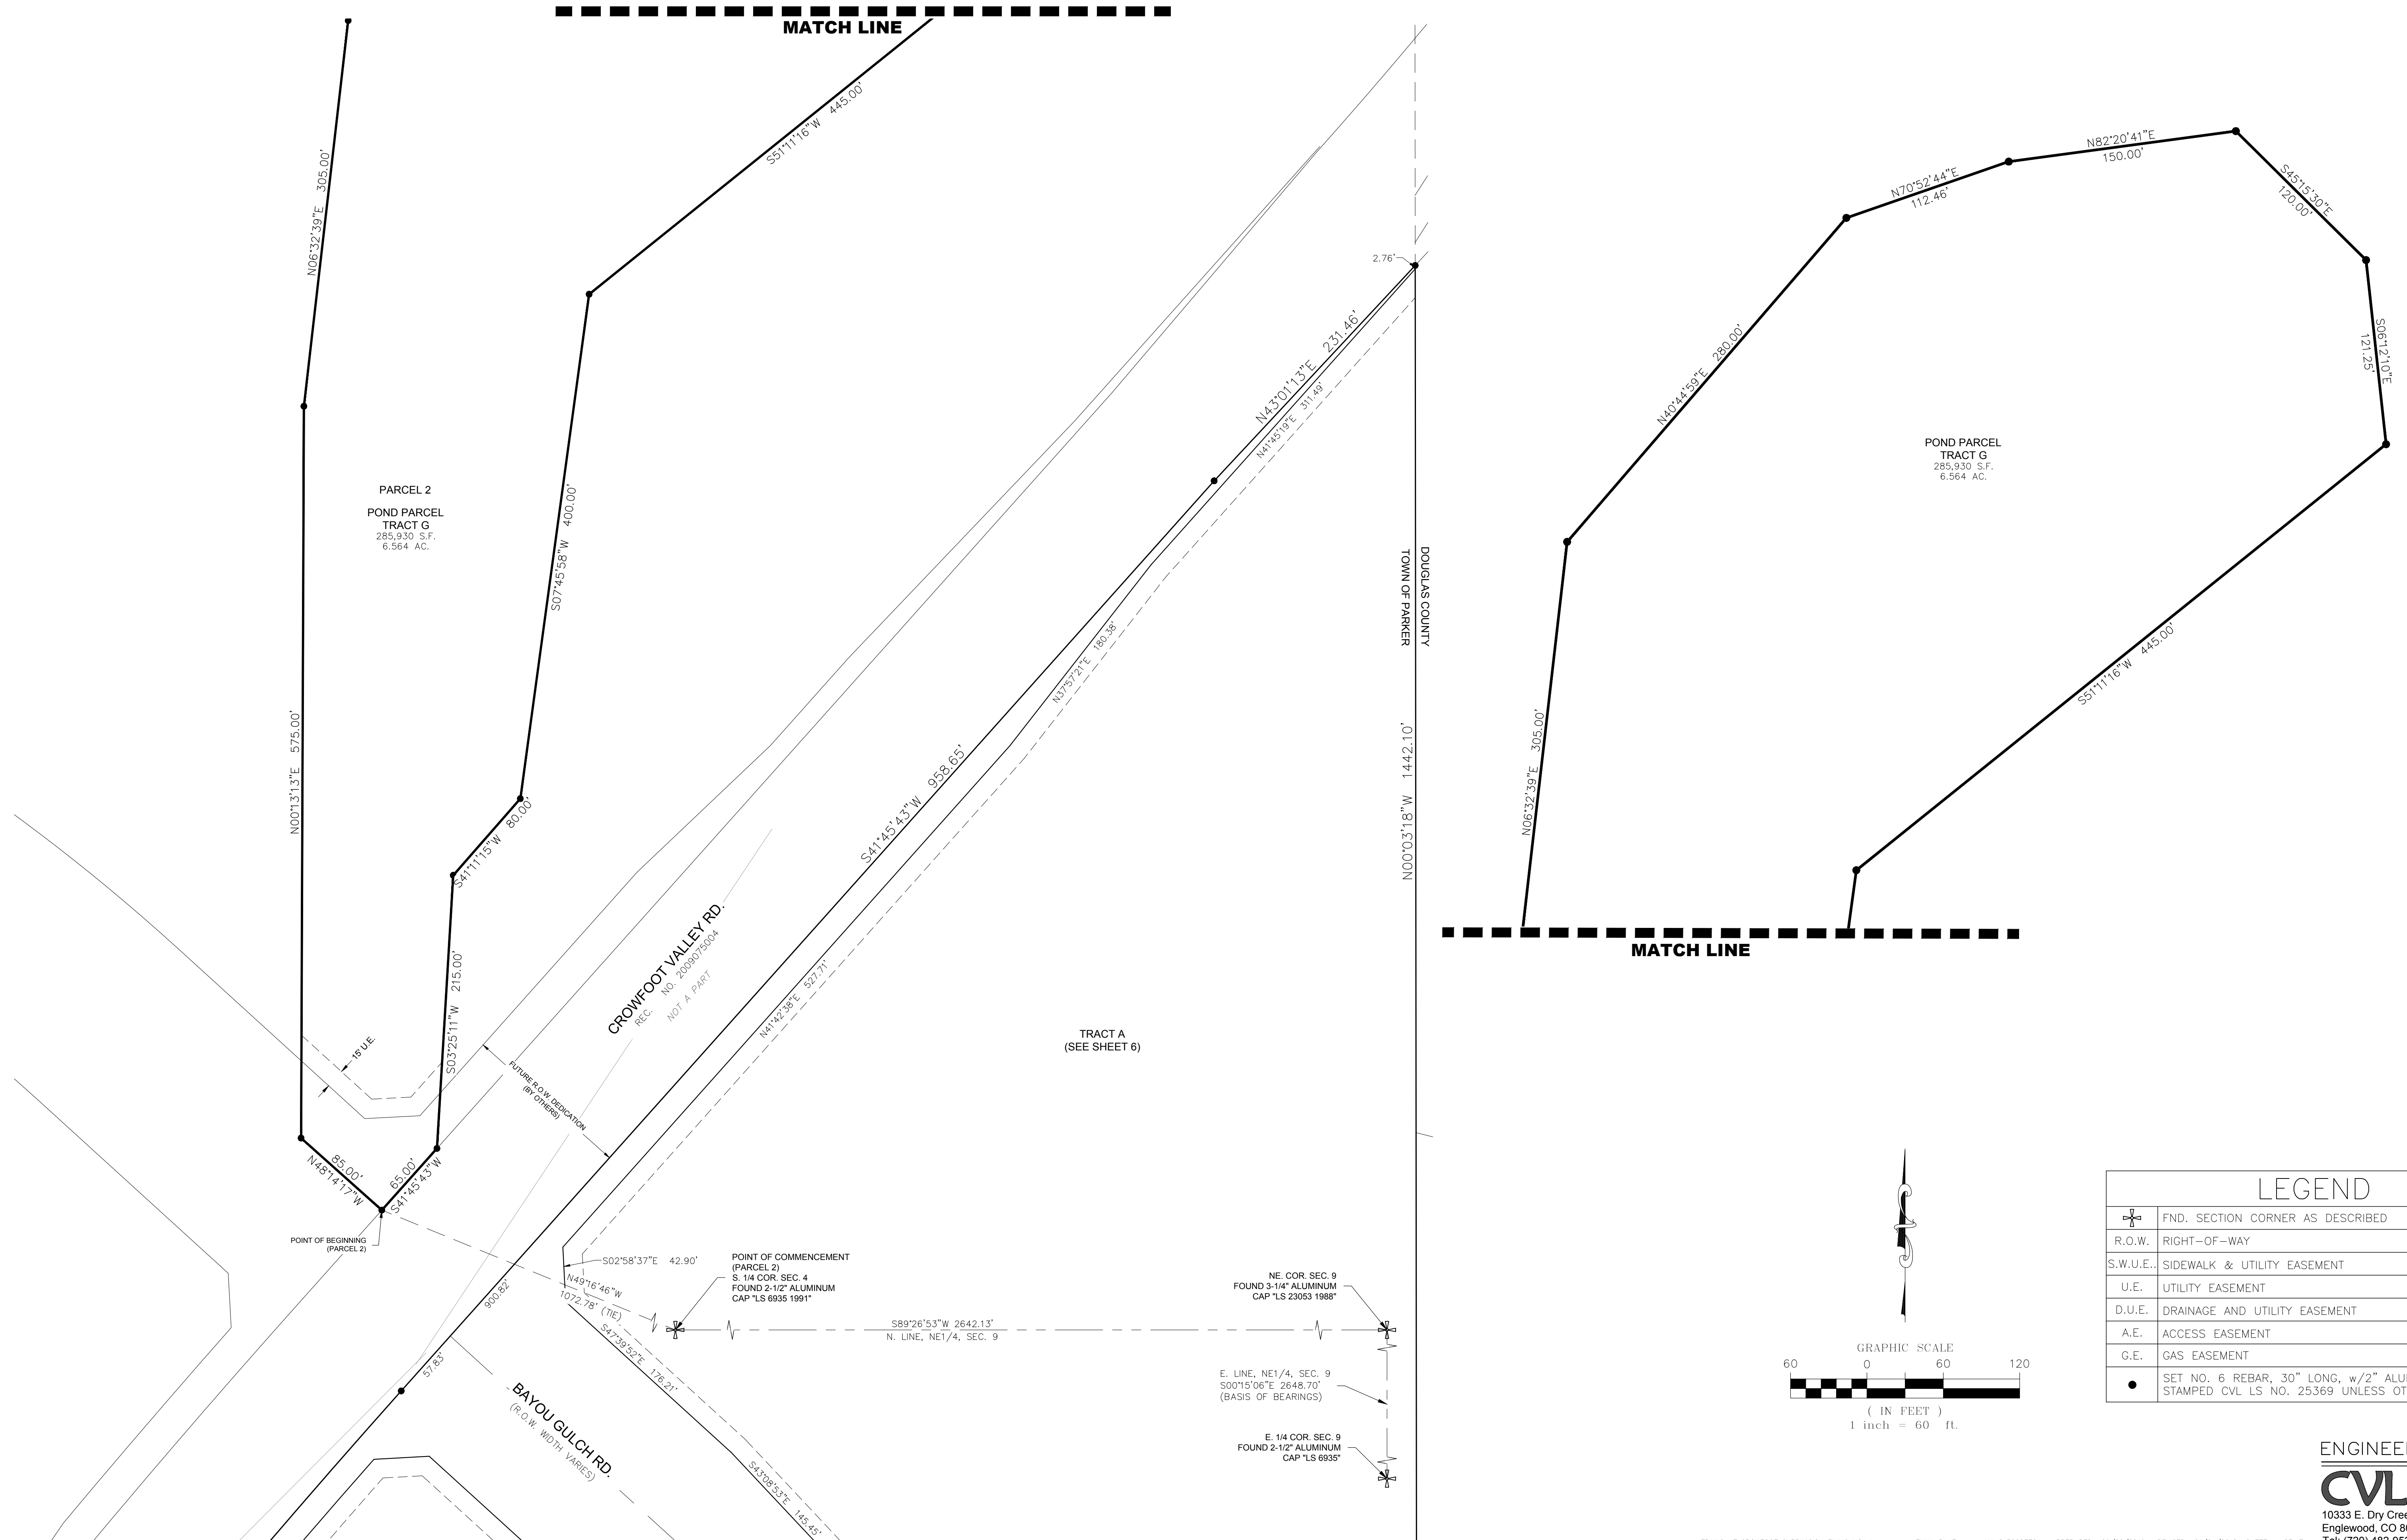 MATCH LINE
S51°11'16"W 445.00'
N06°32'39"E 305.00'
N82°20'41"E
150.00'
N70°52'44"E
112.46'
S45°15'30"E
120.00'
2.76'
N43°01'13"E 231.46'
N41°45'19"E 311.49'
S06°12'10"E
121.25'
N40°44'59"E 280.00'
POND PARCEL
TRACT G
285,930 S.F.
6.564 AC.
PARCEL 2
POND PARCEL
TRACT G
285,930 S.F.
6.564 AC.
S07°45'58"W 400.00'
DOUGLAS COUNTY
TOWN OF PARKER
N37°57'21"E 180.38'
S51°11'16"W 445.00'
N06°32'39"E 305.00'
N00°13'13"E 575.00'
N00°03'18"W 1442.10'
S41°45'43"W 958.65'
S41°11'15"W 80.00'
MATCH LINE
CROWFOOT VALLEY RD.
REC. NO. 2009075004
NOT A PART
N41°42'38"E 527.71'
S03°25'11"W 215.00'
TRACT A
(SEE SHEET 6)
15' U.E.
FUTURE R.O.W. DEDICATION
(BY OTHERS)
85.00'
N48°14'17"W
65.00'
S41°45'43"W
POINT OF BEGINNING
(PARCEL 2)
S02°58'37"E 42.90'
N49°16'46"W
1072.78' (TIE)
POINT OF COMMENCEMENT
(PARCEL 2)
S. 1/4 COR. SEC. 4
FOUND 2-1/2" ALUMINUM
CAP "LS 6935 1991"
NE. COR. SEC. 9
FOUND 3-1/4" ALUMINUM
CAP "LS 23053 1988"
S89°26'53"W 2642.13'
N. LINE, NE1/4, SEC. 9
900.82'
57.83'
S47°39'52"E 176.21'
E. LINE, NE1/4, SEC. 9
S00°15'06"E 2648.70'
(BASIS OF BEARINGS)
BAYOU GULCH RD.
(R.O.W. WIDTH VARIES)
E. 1/4 COR. SEC. 9
FOUND 2-1/2" ALUMINUM
CAP "LS 6935"
S43°08'53"E 145.45'
GRAPHIC SCALE
60 0 60 120
( IN FEET )
1 inch = 60 ft.
LEGEND
FND. SECTION CORNER AS DESCRIBED
R.O.W. RIGHT-OF-WAY
S.W.U.E.. SIDEWALK & UTILITY EASEMENT
U.E. UTILITY EASEMENT
D.U.E. DRAINAGE AND UTILITY EASEMENT
A.E. ACCESS EASEMENT
G.E. GAS EASEMENT
SET NO. 6 REBAR, 30" LONG, w/2"
STAMPED CVL LS NO. 25369 UNLESS
CVL
10333 E. Dry
Englewood, CO